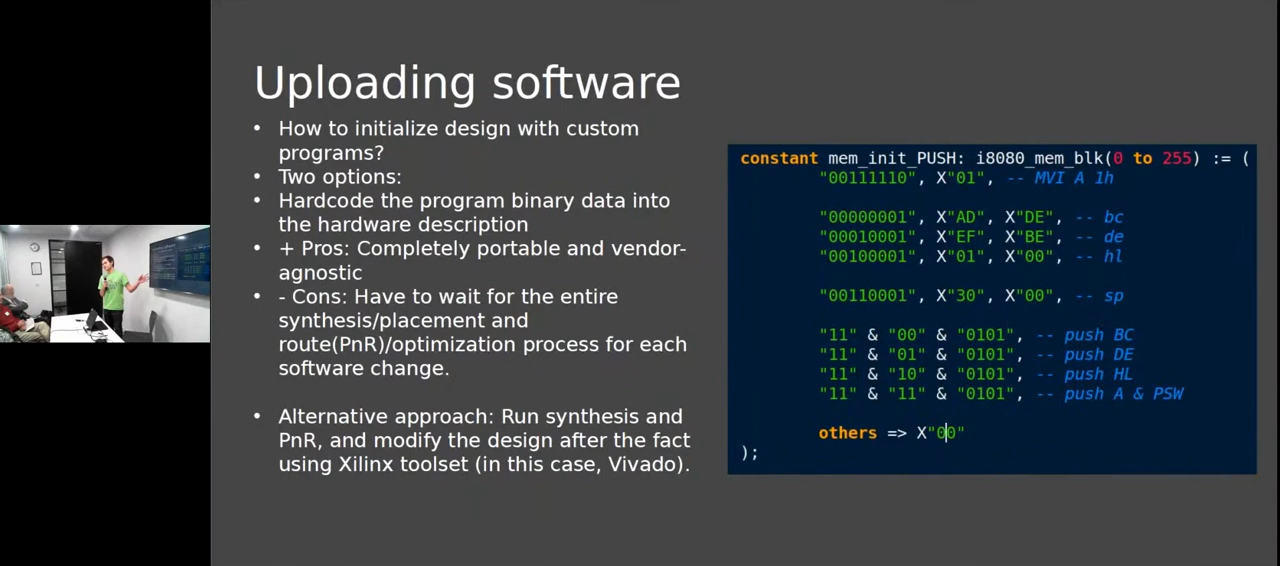 Uploading software
• How to initialize design with custom
programs?
• Two options:
• Hardcode the program binary data into
the hardware description
• + Pros: Completely portable and vendor-
agnostic
• - Cons: Have to wait for the entire
synthesis/placement and
route(PnR)/optimization process for each
software change.
• Alternative approach: Run synthesis and
PnR, and modify the design after the fact
using Xilinx toolset (in this case, Vivado).
constant mem_init_PUSH: i8080_mem_blk(0 to 255) := (
"00111110", X"01", -- MVI A 1h
"00000001", X"AD", X"DE", -- bc
"00010001", X"EF", X"BE", -- de
"00100001", X"01", X"00", -- hl
"00110001", X"30", X"00", -- sp
"11" & "00" & "0101", -- push BC
"11" & "01" & "0101", -- push DE
"11" & "10" & "0101", -- push HL
"11" & "11" & "0101", -- push A & PSW
others => X"00"
);